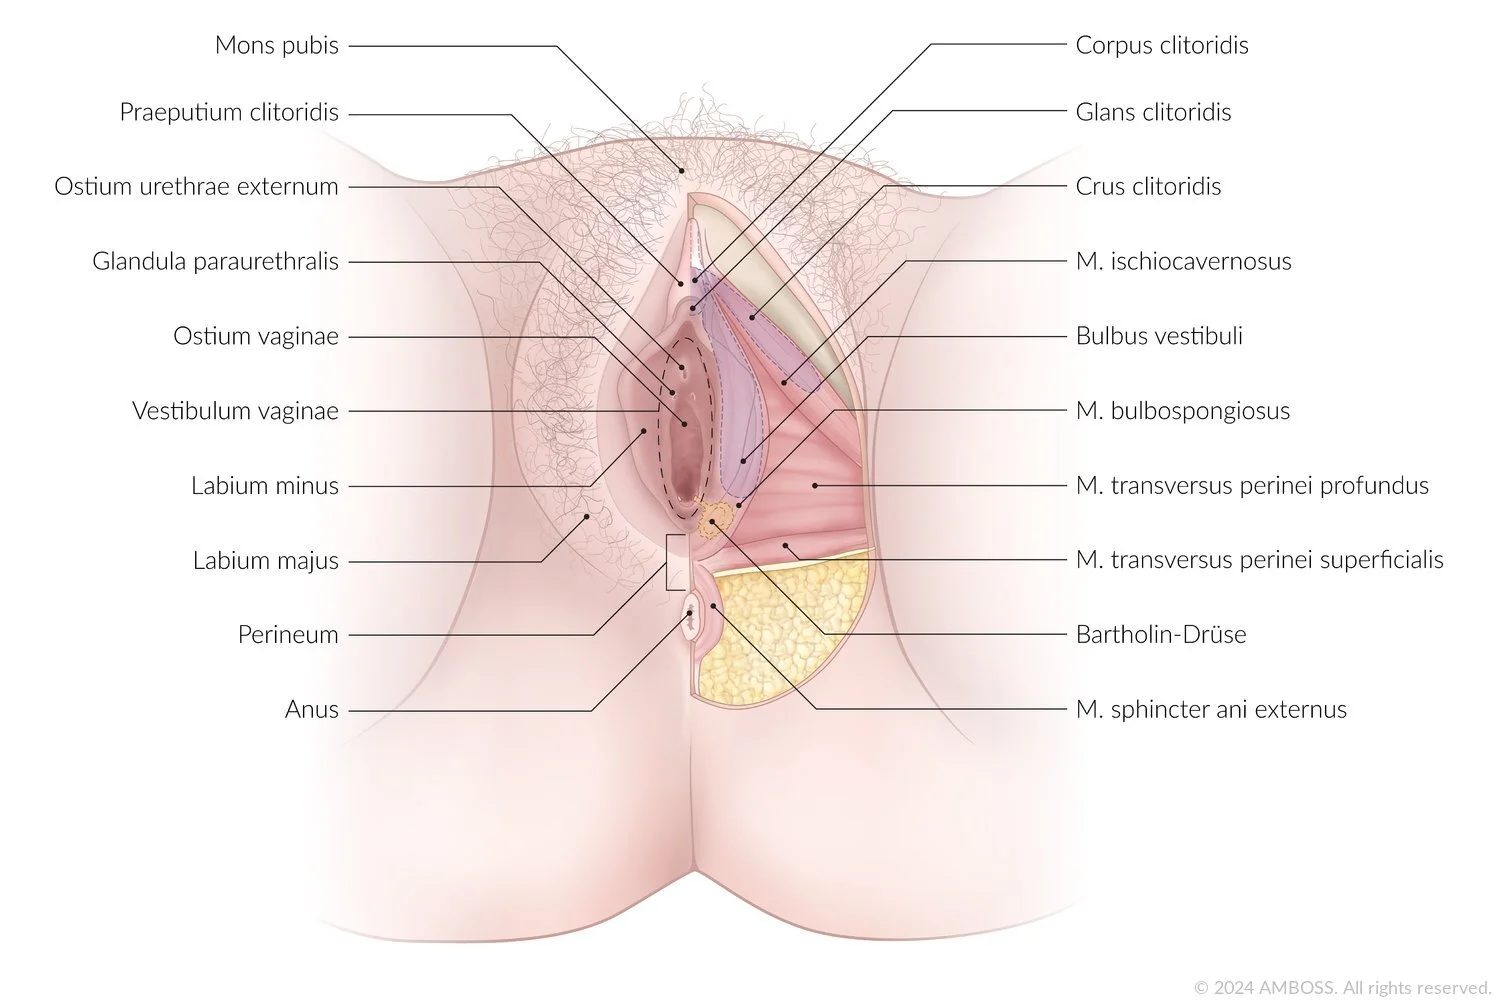 Mons pubis
Praeputium clitoridis
Ostium urethrae externum
Glandula paraurethralis
Ostium vaginae
Vestibulum vaginae
Labium minus
Labium majus
Perineum
Anus
Corpus clitoridis
Glans clitoridis
Crus clitoridis
M. ischiocavernosus
Bulbus vestibuli
M. bulbospongiosus
M. transversus perinei profundus
M. transversus perinei superficialis
Bartholin-Drüse
M. sphincter ani externus
© 2024 AMBOSS. All rights reserved.